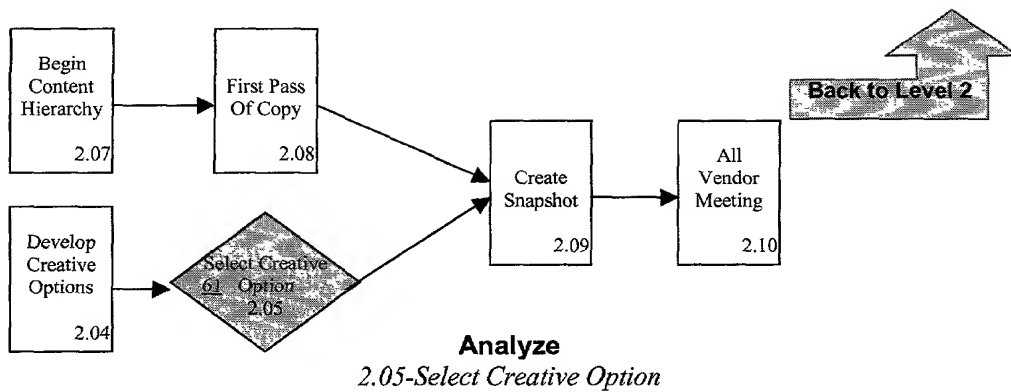 Begin
Content
Hierarchy
2.07
First Pass
Of Copy
2.08
Back to Level 2
Create
Snapshot
2.09
All
Vendor
Meeting
2.10
Develop
Creative
Options
2.04
Select Creative
61 Option
2.05
Analyze
2.05-Select Creative Option